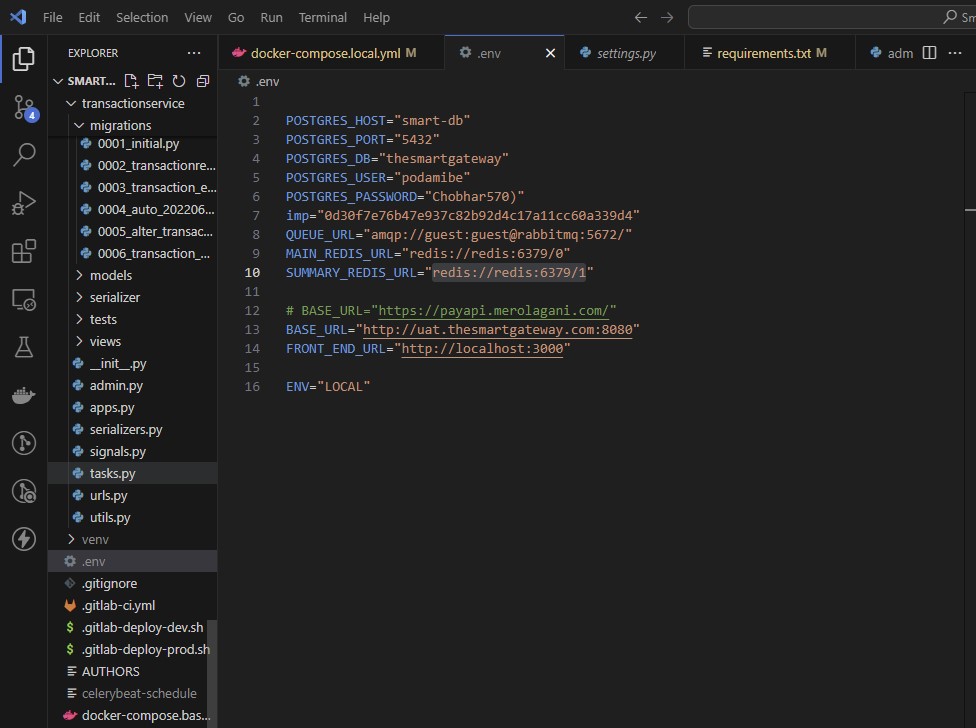 File Edit Selection View Go Run Terminal Help
EXPLORER
docker-compose.local.yml M
.env
settings.py
requirements.txt M
adm
SMART...
.env
transactionservice
migrations
0001_initial.py
0002_transactionre...
0003_transaction_e...
0004_auto_202206...
0005_alter_transac...
0006_transaction_...
models
serializer
tests
views
__init__.py
admin.py
apps.py
serializers.py
signals.py
tasks.py
urls.py
utils.py
venv
.env
.gitignore
.gitlab-ci.yml
.gitlab-deploy-dev.sh
.gitlab-deploy-prod.sh
AUTHORS
celerybeat-schedule
docker-compose.bas...
4
1
2 POSTGRES_HOST="smart-db"
3 POSTGRES_PORT="5432"
4 POSTGRES_DB="thesmartgateway"
5 POSTGRES_USER="podamibe"
6 POSTGRES_PASSWORD="Chobhar570)"
7 imp="0d30f7e76b47e937c82b92d4c17a11cc60a339d4"
8 QUEUE_URL="amqp://guest:guest@rabbitmq:5672/"
9 MAIN_REDIS_URL="redis://redis:6379/0"
10 SUMMARY_REDIS_URL="redis://redis:6379/1"
11
12 # BASE_URL="https://payapi.merolagani.com/"
13 BASE_URL="http://uat.thesmartgateway.com:8080"
14 FRONT_END_URL="http://localhost:3000"
15
16 ENV="LOCAL"